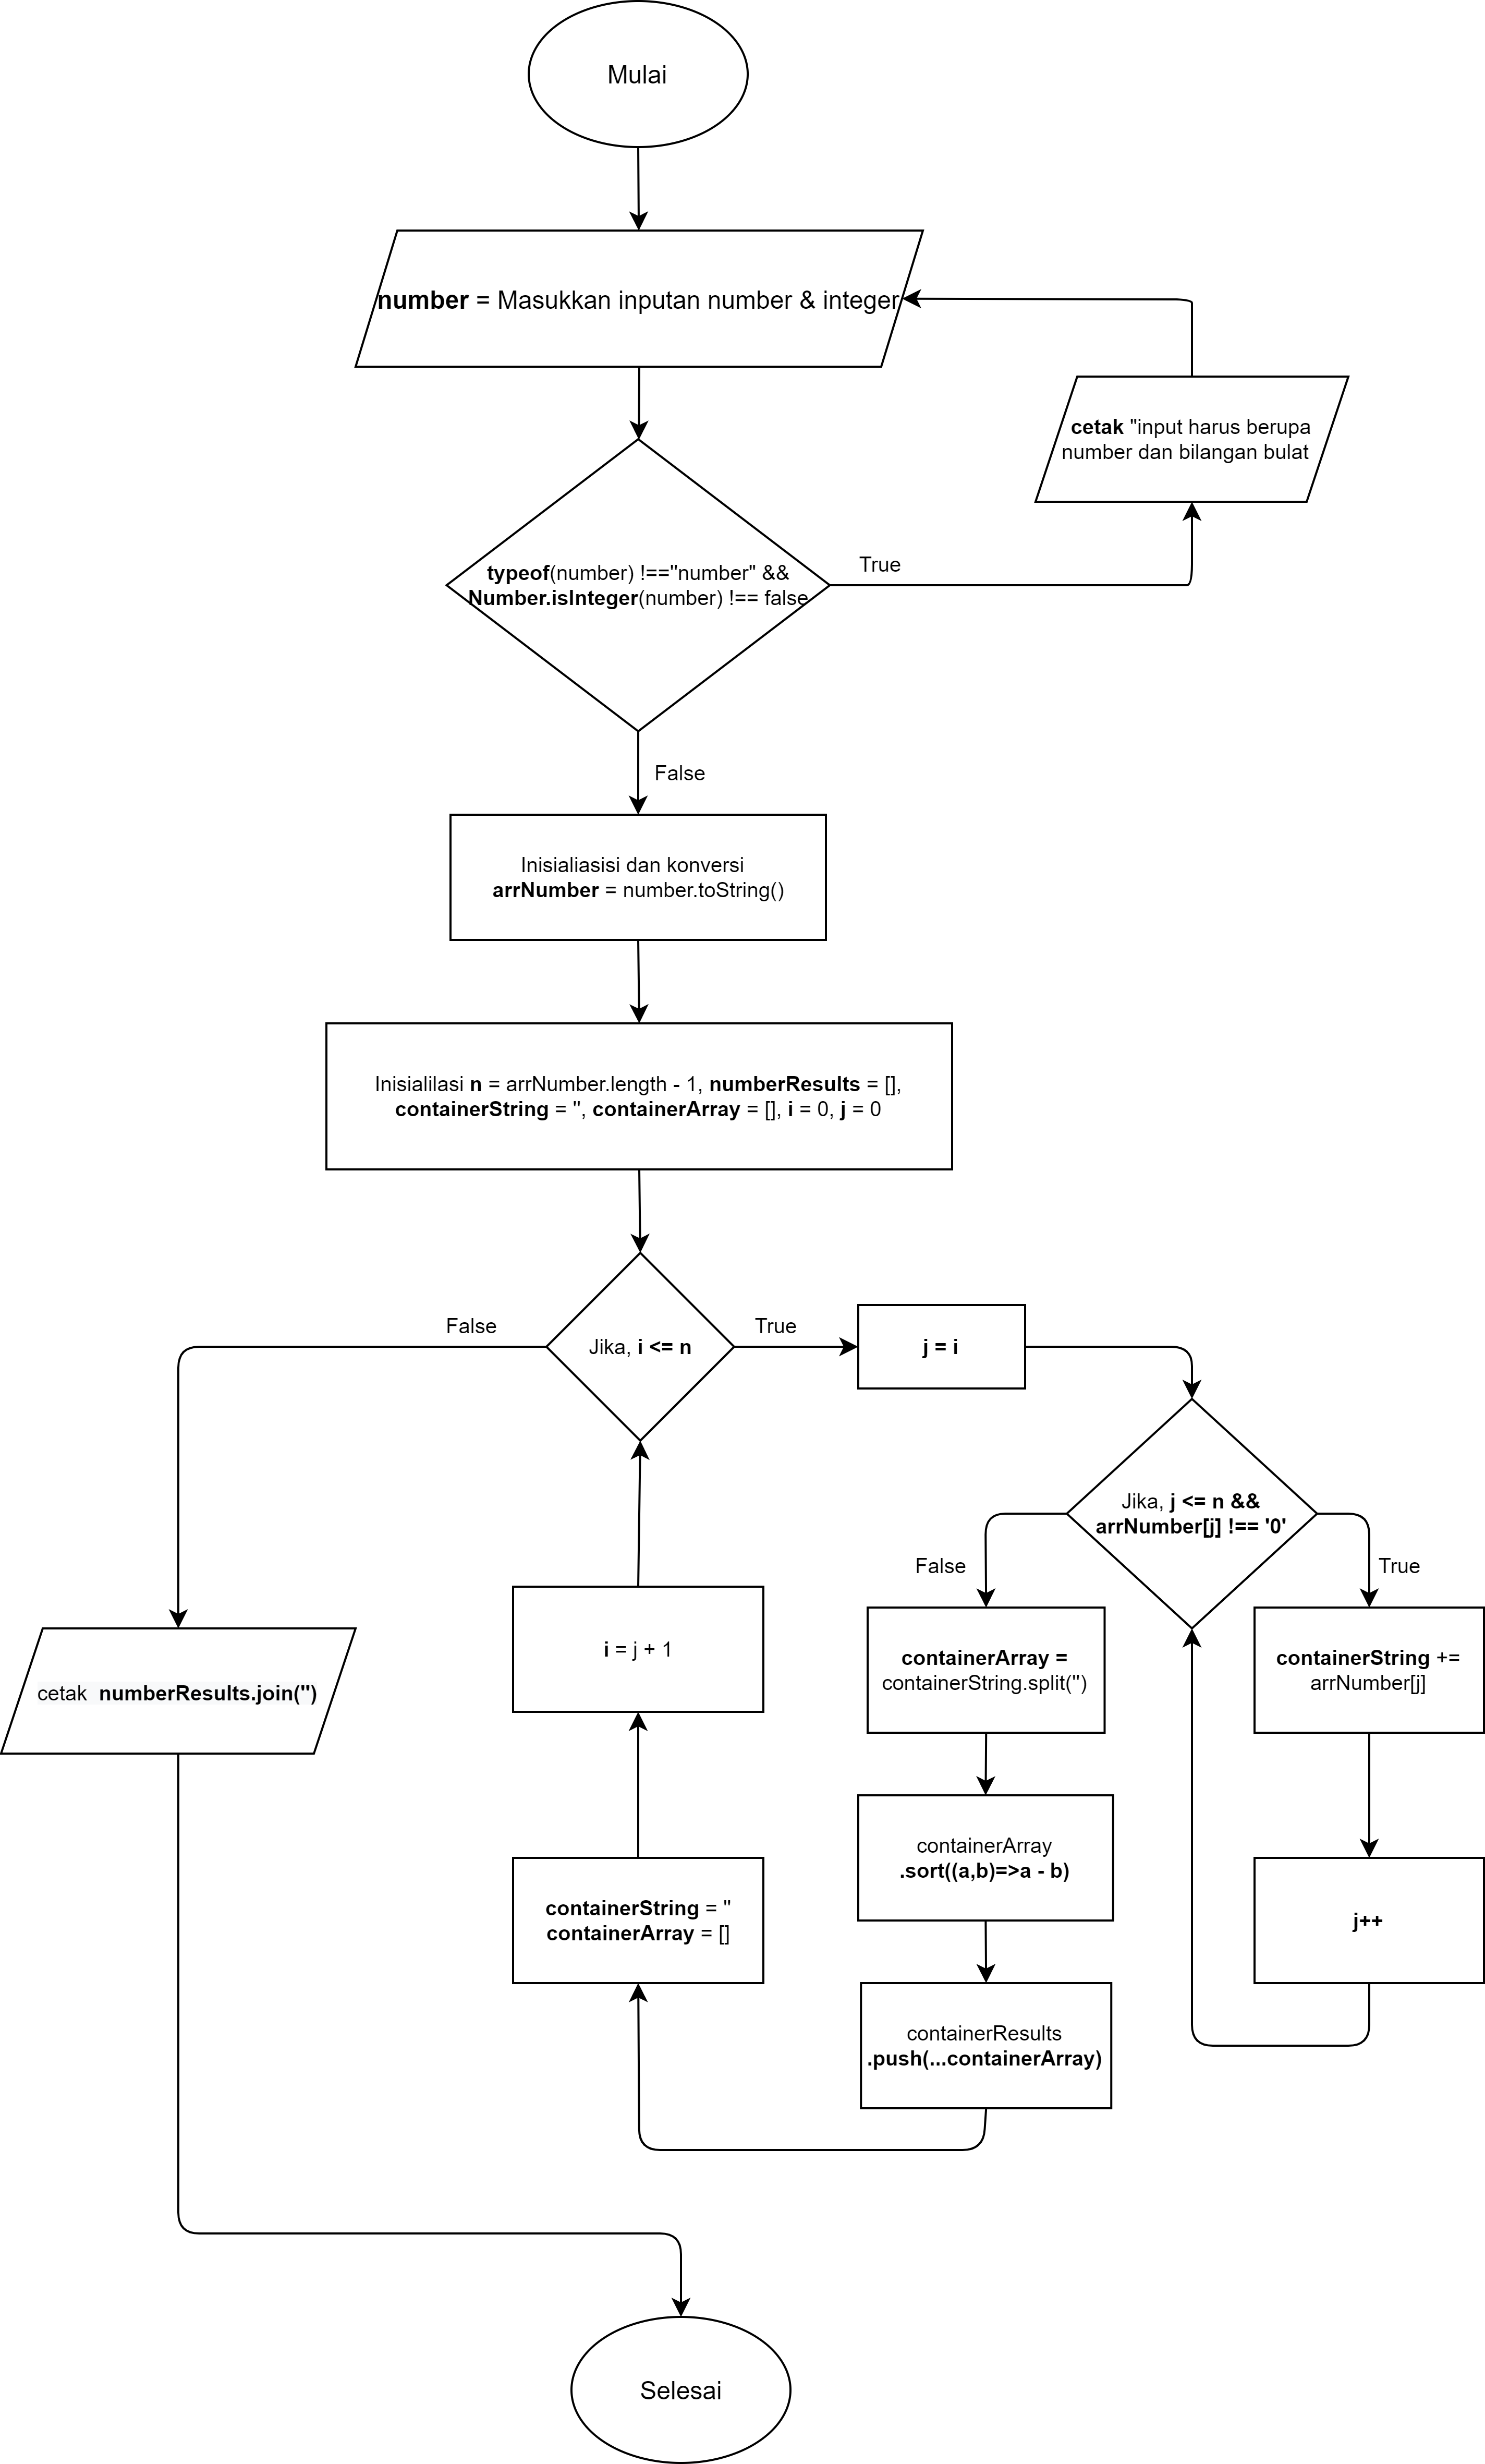 Mulai
number = Masukkan inputan number & integer
cetak "input harus berupa
number dan bilangan bulat
typeof(number) !=="number" &&
Number.isInteger(number) !== false
True
False
Inisialiasisi dan konversi
arrNumber = number.toString()
Inisialilasi n = arrNumber.length - 1, numberResults = [],
containerString = '', containerArray = [], i = 0, j = 0
False
Jika, i <= n
True
j = i
Jika, j <= n &&
arrNumber[j] !== '0'
False
True
i = j + 1
containerArray =
containerString.split('')
containerString +=
arrNumber[j]
cetak  numberResults.join('')
containerArray
.sort((a,b)=>a - b)
containerString = ''
containerArray = []
j++
containerResults
.push(...containerArray)
Selesai